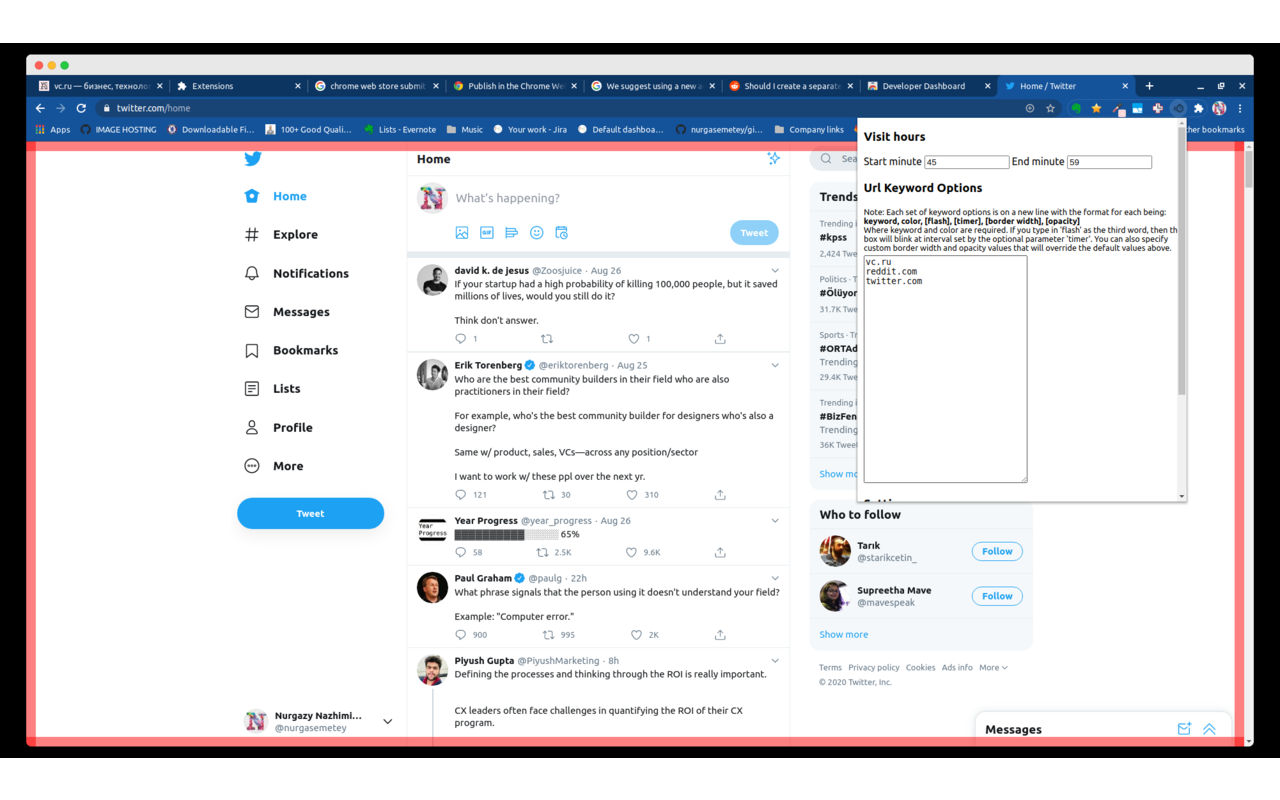 vc.ru — бизнес, техноло
Extensions
chrome web store submit
Publish in the Chrome We
We suggest using a new a
Should I create a separat
Developer Dashboard
Home / Twitter
twitter.com/home
Apps
IMAGE HOSTING
Downloadable Fi...
100+ Good Quali...
Lists - Evernote
Music
Your work - Jira
Default dashboa...
nurgasemetey/gi...
Company links
her bookmarks
Home
Explore
Notifications
Messages
Bookmarks
Lists
Profile
More
Tweet
Nurgazy Nazhimi...
@nurgasemetey
Home
What's happening?
GIF
Tweet
david k. de jesus @Zoosjuice · Aug 26
If your startup had a high probability of killing 100,000 people, but it saved
millions of lives, would you still do it?
Think don't answer.
1
1
Erik Torenberg @eriktorenberg · Aug 25
Who are the best community builders in their field who are also
practitioners in their field?
For example, who's the best community builder for designers who's also a
designer?
Same w/ product, sales, VCs—across any position/sector
I want to work w/ these ppl over the next yr.
121
30
310
Year
Progress
Year Progress @year_progress · Aug 26
65%
58
2.5K
9.6K
Paul Graham @paulg · 22h
What phrase signals that the person using it doesn't understand your field?
Example: "Computer error."
900
995
2K
Piyush Gupta @PiyushMarketing · 8h
Defining the processes and thinking through the ROI is really important.
CX leaders often face challenges in quantifying the ROI of their CX
program.
Sea
Trends
Trending i
#kpss
2,424 Twe
Politics · T
#Ölüyor
31.7K Twe
Sports · Tr
#ORTAd
Trending
29.4K Twe
Trending i
#BizFen
Trending
36K Tweet
Show mo
Visit hours
Start minute 45 End minute 59
Url Keyword Options
Note: Each set of keyword options is on a new line with the format for each being:
keyword, color, [flash], [timer], [border width], [opacity]
Where keyword and color are required. If you type in 'flash' as the third word, then th
box will blink at interval set by the optional parameter 'timer'. You can also specify
custom border width and opacity values that will override the default values above.
vc.ru
reddit.com
twitter.com
Who to follow
Tarık
@starikcetin_
Follow
Supreetha Mave
@mavespeak
Follow
Show more
Terms Privacy policy Cookies Ads info More
© 2020 Twitter, Inc.
Messages